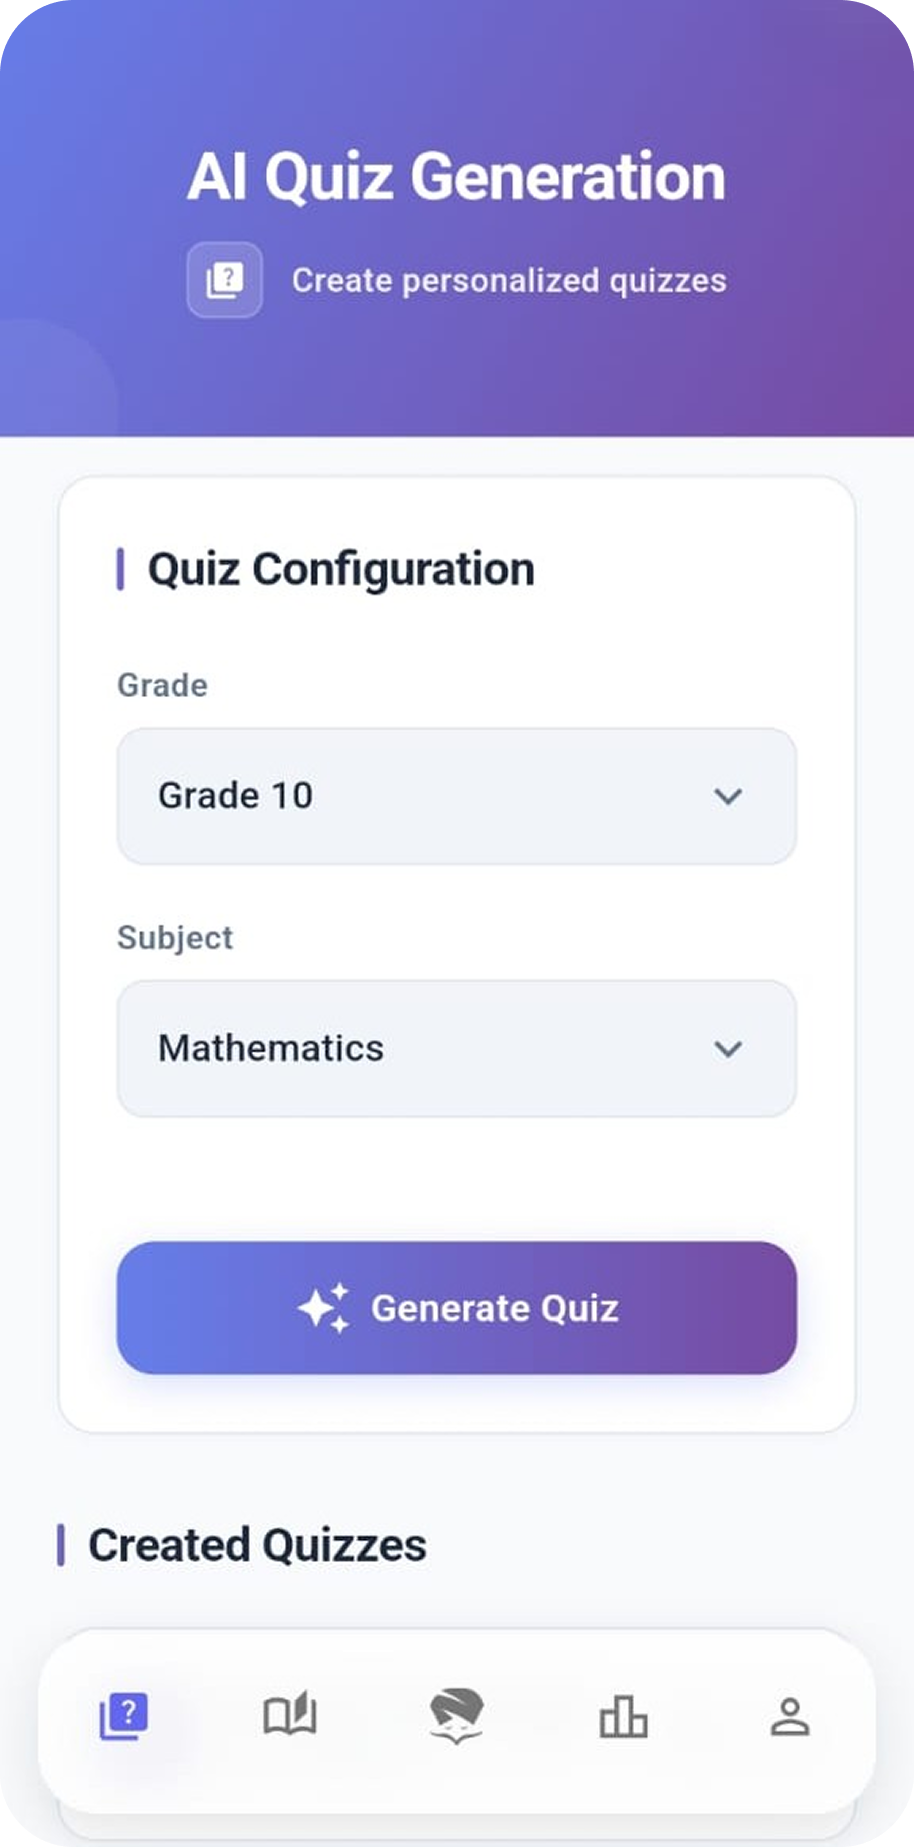 AI Quiz Generation
?
Create personalized quizzes
Quiz Configuration
Grade
Grade 10
Subject
Mathematics
Generate Quiz
Created Quizzes
?